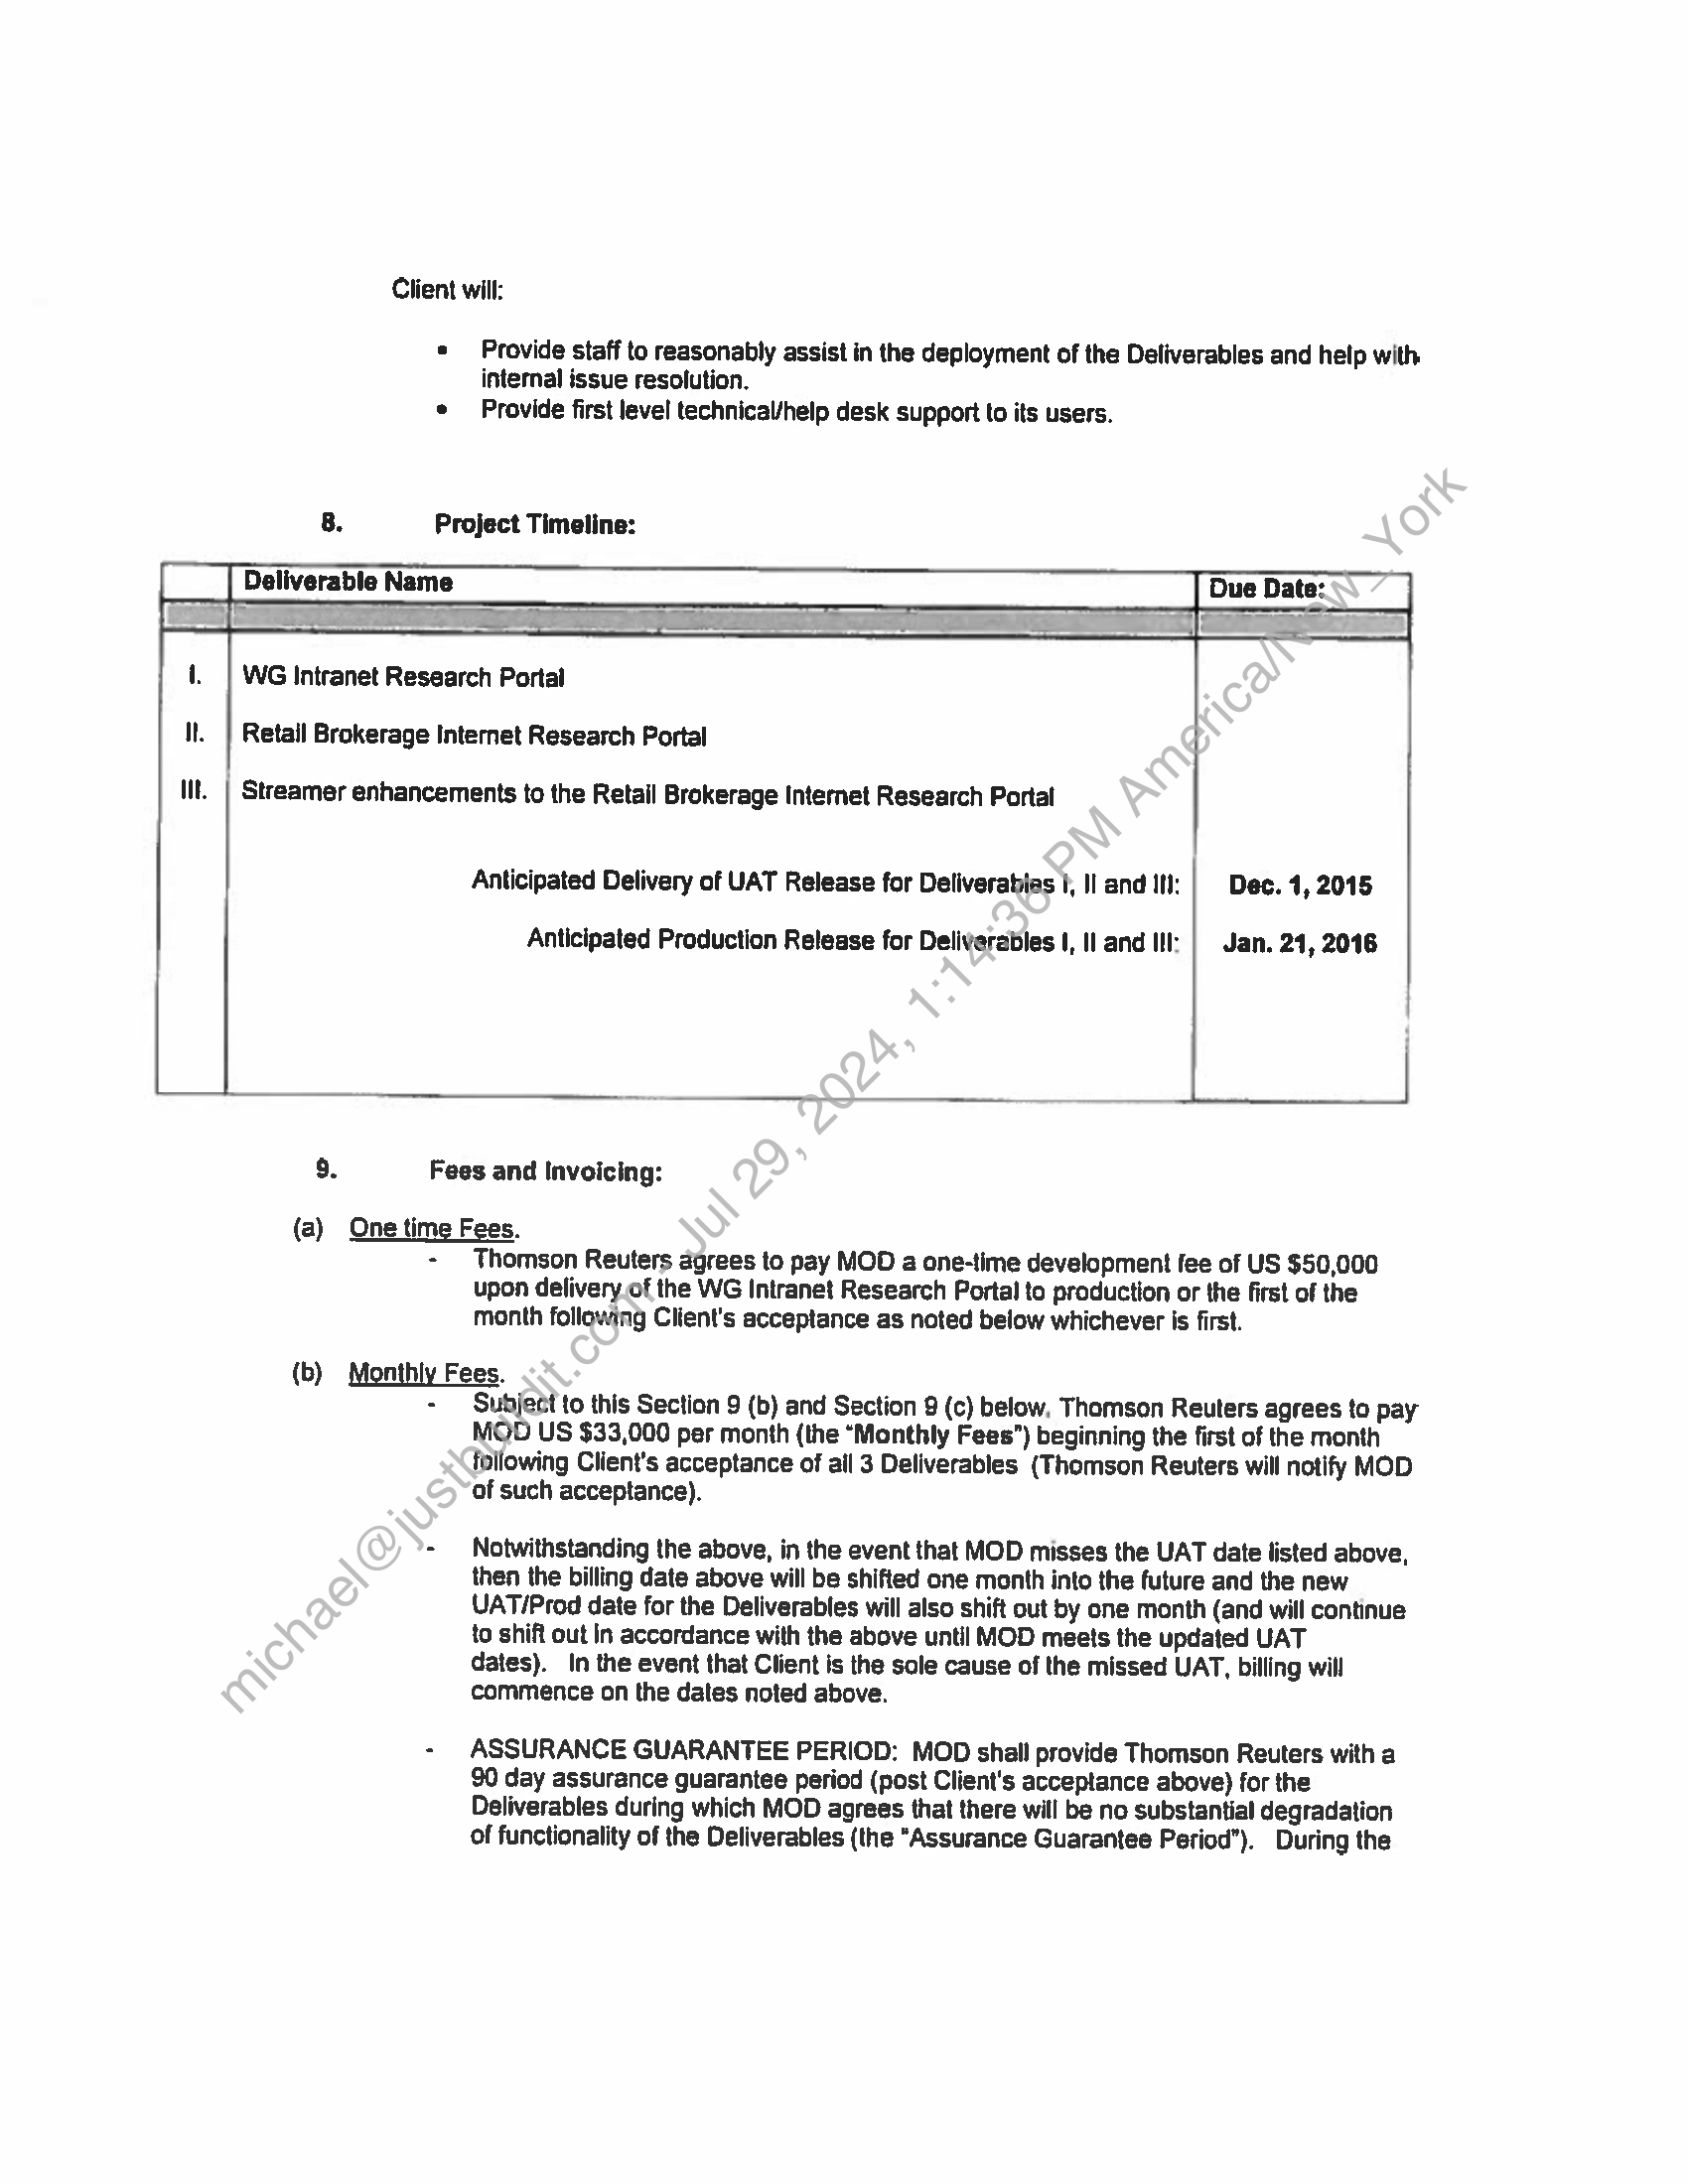 Client will:
• Provide staff to reasonably assist in the deployment of the Deliverables and help with
internal issue resolution.
• Provide first level technical/help desk support to its users.
8. Project Timeline:
Deliverable Name Due Date:
I. WG Intranet Research Portal
II. Retail Brokerage Internet Research Portal
III. Streamer enhancements to the Retail Brokerage Internet Research Portal
Anticipated Delivery of UAT Release for Deliverables I, II and III: Dec. 1, 2015
Anticipated Production Release for Deliverables I, II and III: Jan. 21, 2016
9. Fees and Invoicing:
(a) One time Fees.
- Thomson Reuters agrees to pay MOD a one-time development fee of US $50,000
upon delivery of the WG Intranet Research Portal to production or the first of the
month following Client's acceptance as noted below whichever is first.
(b) Monthly Fees.
- Subject to this Section 9 (b) and Section 9 (c) below, Thomson Reuters agrees to pay
MOD US $33,000 per month (the "Monthly Fees") beginning the first of the month
following Client's acceptance of all 3 Deliverables (Thomson Reuters will notify MOD
of such acceptance).
- Notwithstanding the above, in the event that MOD misses the UAT date listed above,
then the billing date above will be shifted one month into the future and the new
UAT/Prod date for the Deliverables will also shift out by one month (and will continue
to shift out in accordance with the above until MOD meets the updated UAT
dates). In the event that Client is the sole cause of the missed UAT, billing will
commence on the dates noted above.
- ASSURANCE GUARANTEE PERIOD: MOD shall provide Thomson Reuters with a
90 day assurance guarantee period (post Client's acceptance above) for the
Deliverables during which MOD agrees that there will be no substantial degradation
of functionality of the Deliverables (the "Assurance Guarantee Period"). During the
michael@justbuildit.com - Jul 29, 2024, 1:14:36 PM America/New_York